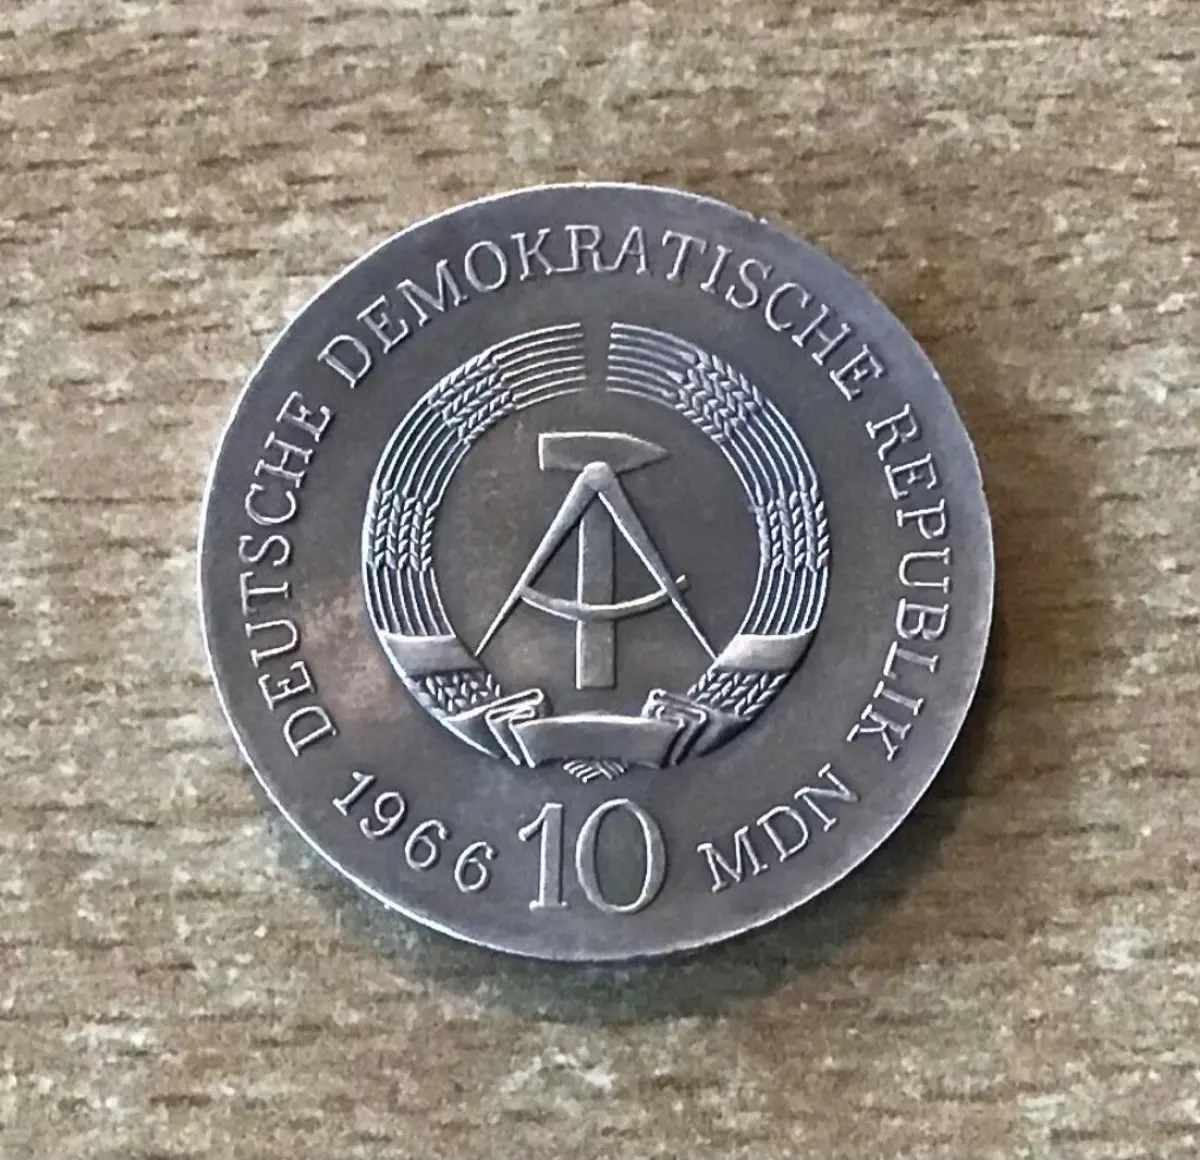 DEUTSCHE DEMOKRATISCHE REPUBLIK
1966 10 MDN